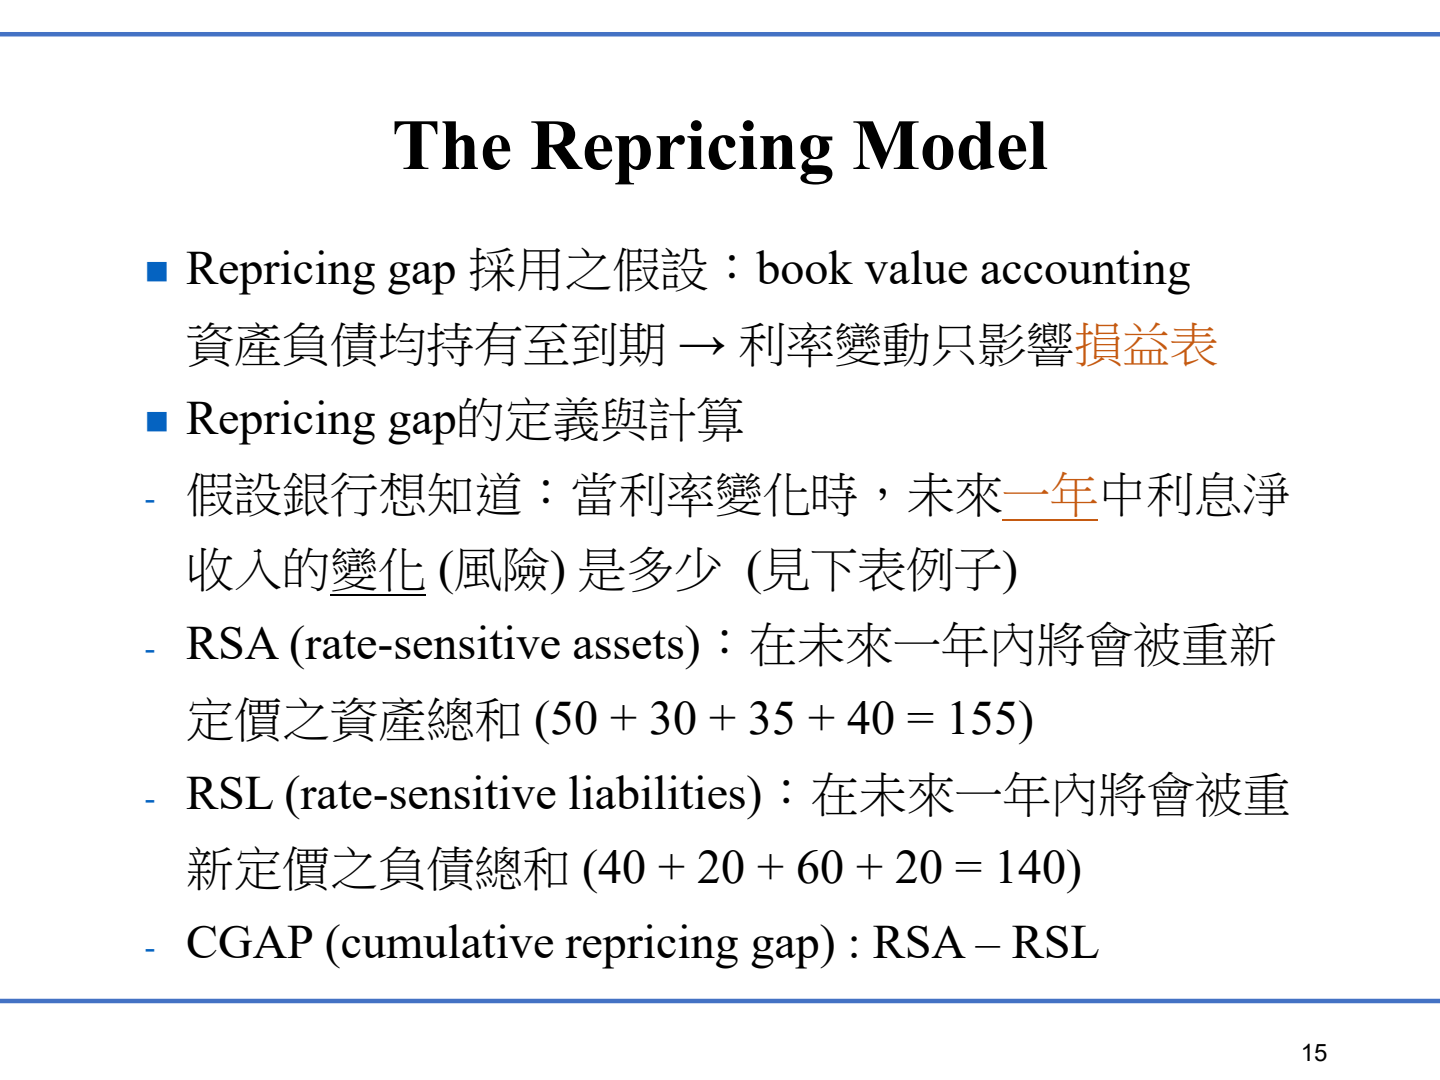 The Repricing Model
■ Repricing gap 採用之假設：book value accounting
資產負債均持有至到期 → 利率變動只影響損益表
■ Repricing gap的定義與計算
- 假設銀行想知道：當利率變化時，未來一年中利息淨
收入的變化 (風險) 是多少 (見下表例子)
- RSA (rate-sensitive assets)：在未來一年內將會被重新
定價之資產總和 (50 + 30 + 35 + 40 = 155)
- RSL (rate-sensitive liabilities)：在未來一年內將會被重
新定價之負債總和 (40 + 20 + 60 + 20 = 140)
- CGAP (cumulative repricing gap) : RSA – RSL
15